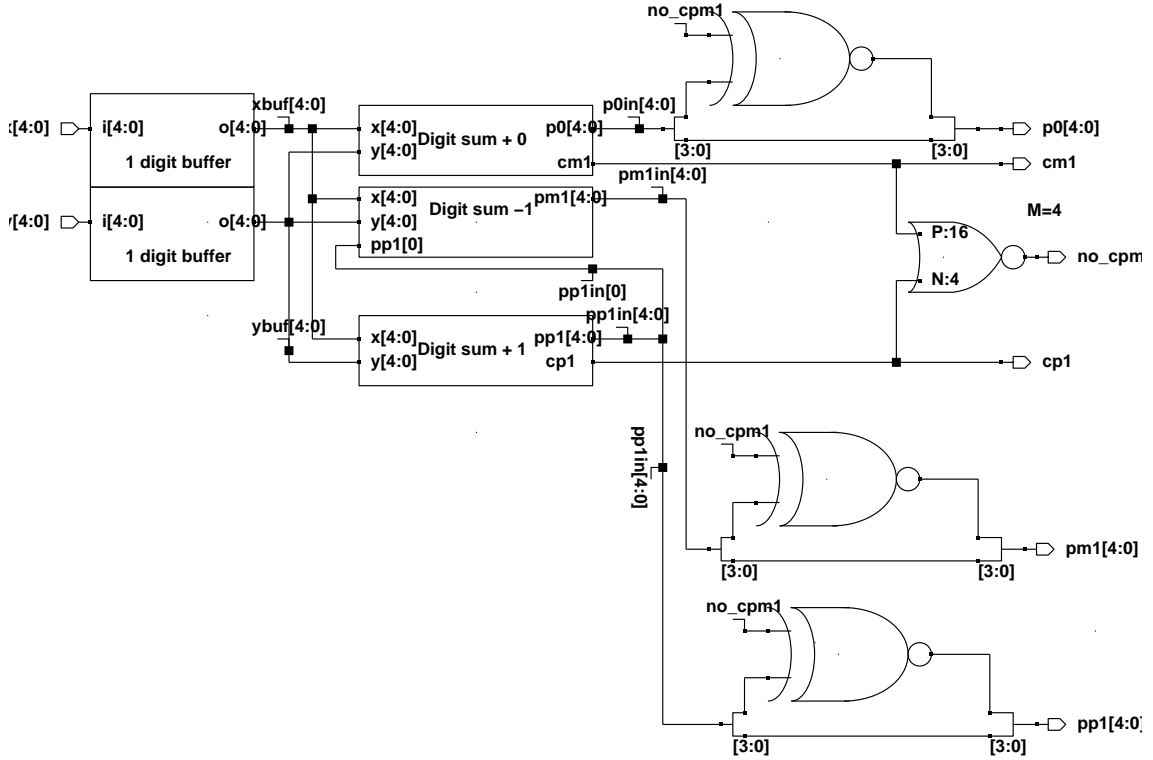 no_cpm1
x[4:0]
i[4:0]
o[4:0]
1 digit buffer
xbuf[4:0]
x[4:0]
y[4:0]
Digit sum + 0
p0[4:0]
cm1
p0in[4:0]
[3:0]
[3:0]
p0[4:0]
cm1
y[4:0]
i[4:0]
o[4:0]
1 digit buffer
x[4:0]
y[4:0]
pp1[0]
Digit sum –1
pm1[4:0]
pm1in[4:0]
M=4
P:16
N:4
no_cpm
pp1in[0]
pp1in[4:0]
ybuf[4:0]
x[4:0]
y[4:0]
Digit sum + 1
pp1[4:0]
cp1
cp1
pp1in[4:0]
no_cpm1
[3:0]
[3:0]
pm1[4:0]
no_cpm1
[3:0]
[3:0]
pp1[4:0]